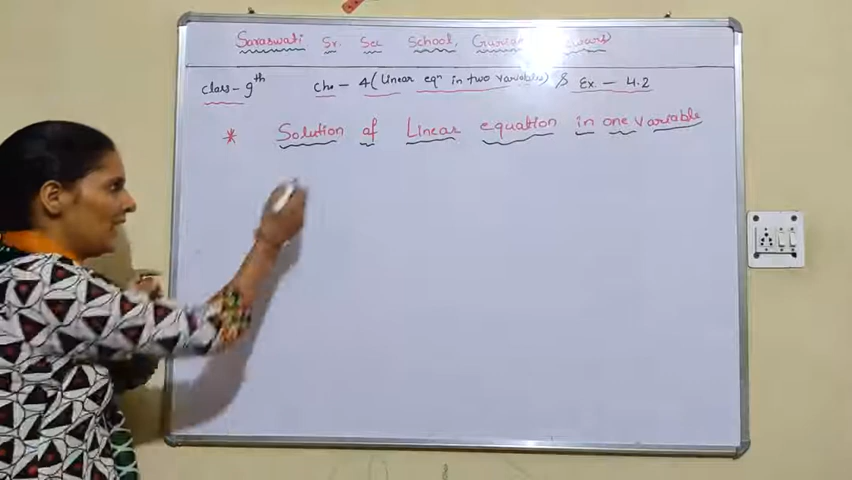 Saraswati Sr. Sec School,
class - 9th ch - 4 (Linear eqn in two variables) Ex - 4.2
* Solution of Linear equation in one variable